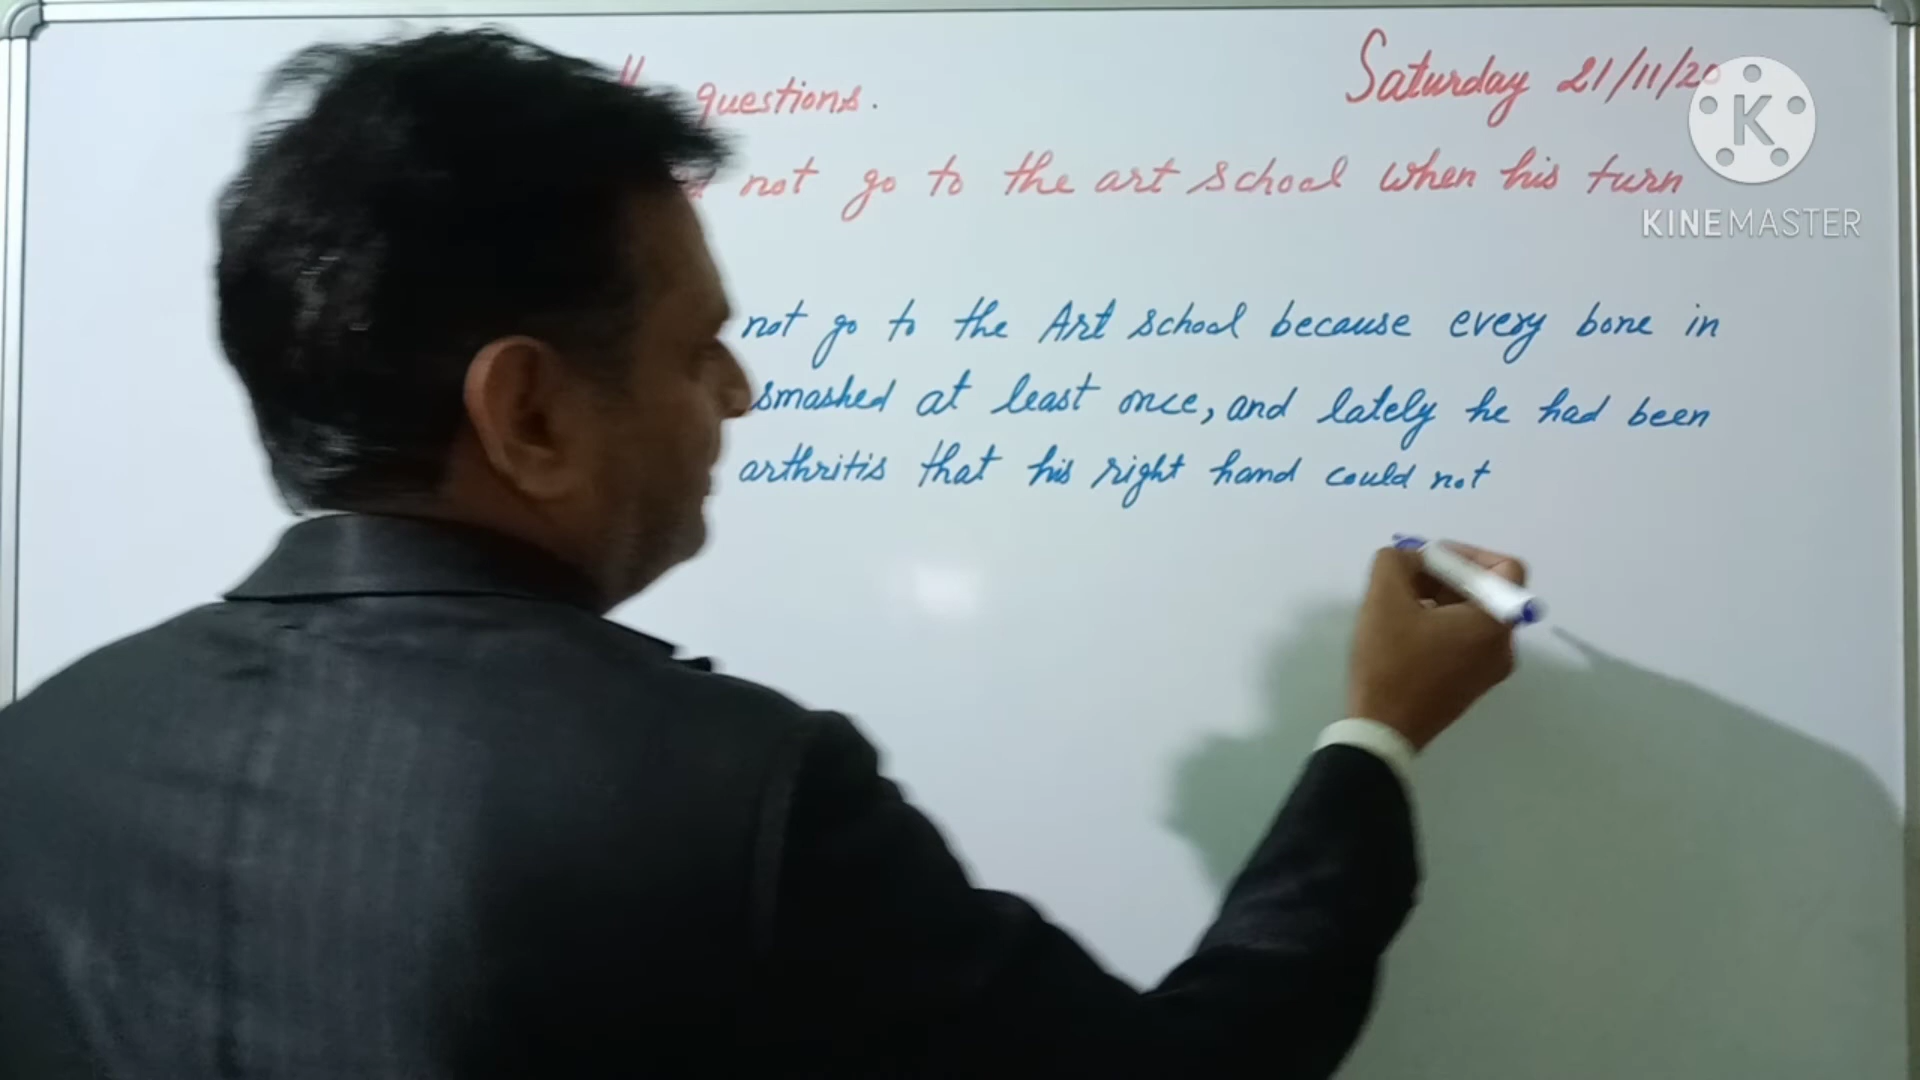 questions.
Saturday 21/11/20
not go to the art school when his turn
KINEMASTER
not go to the Art school because every bone in
smashed at least once, and lately he had been
arthritis that his right hand could not